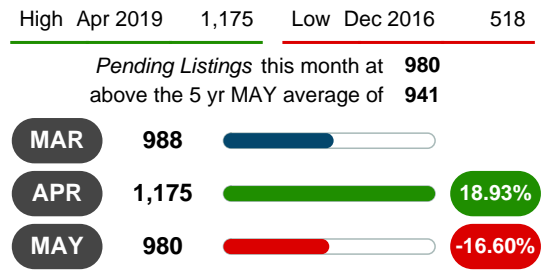 High Apr 2019 1,175 Low Dec 2016 518
Pending Listings this month at 980
above the 5 yr MAY average of 941
MAR 988
APR 1,175 18.93%
MAY 980 -16.60%